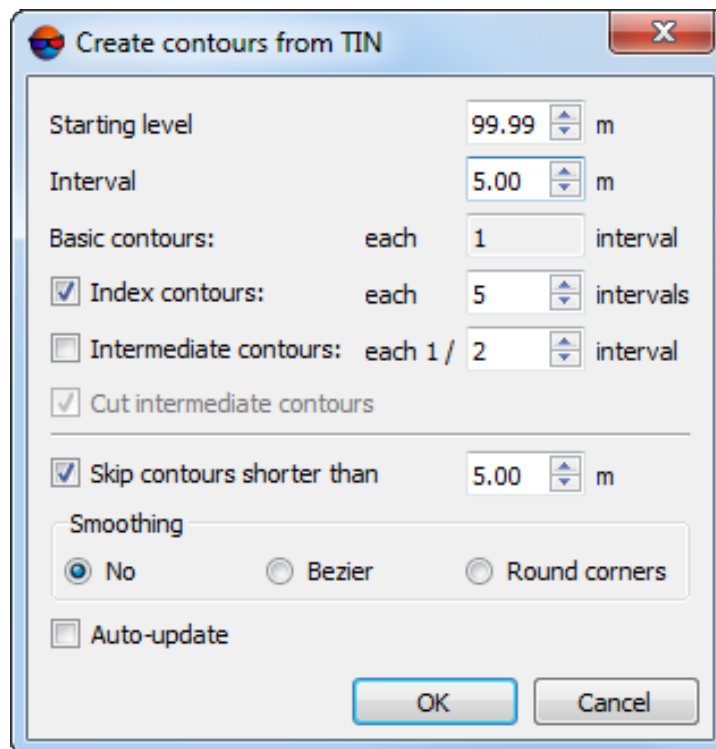 Create contours from TIN
Starting level 99.99 m
Interval 5.00 m
Basic contours: each 1 interval
Index contours: each 5 intervals
Intermediate contours: each 1 / 2 interval
Cut intermediate contours
Skip contours shorter than 5.00 m
Smoothing
No Bezier Round corners
Auto-update
OK Cancel